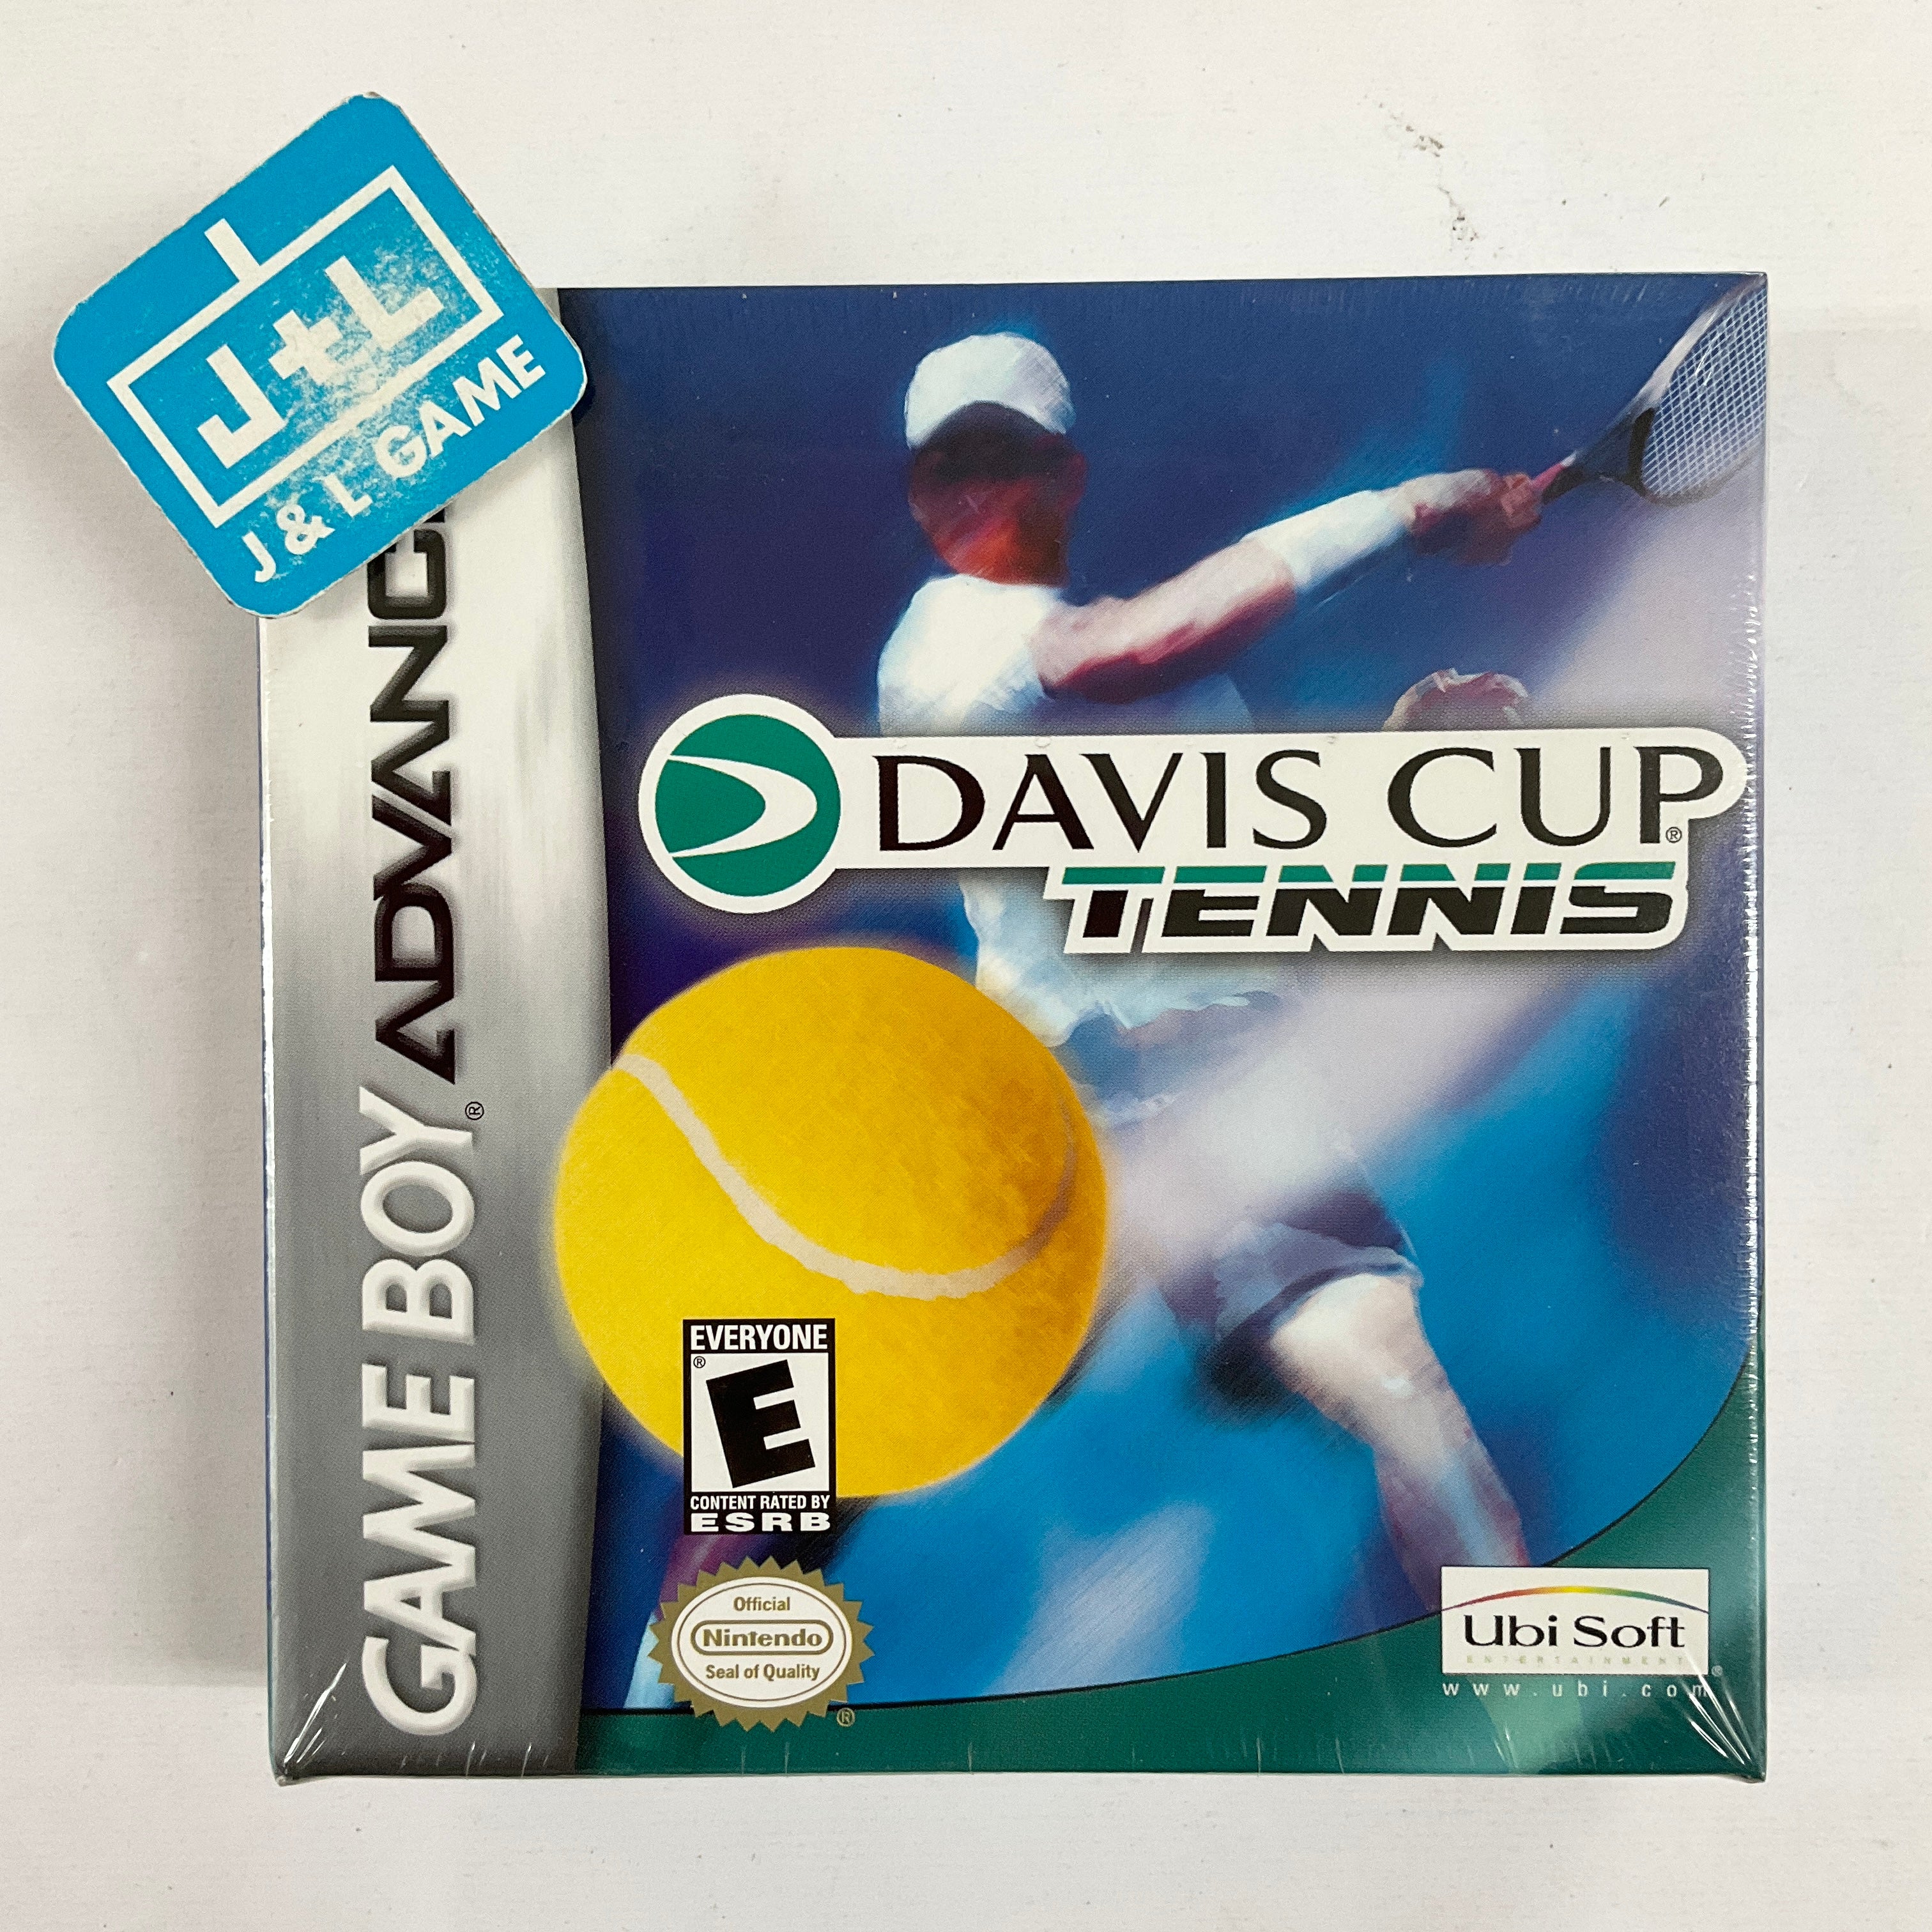 J+L
J & L GAME
GAME BOY ADVANCE
®
DAVIS CUP
®
TENNIS
EVERYONE
®
E
CONTENT RATED BY
ESRB
Official
Nintendo
Seal of Quality
®
Ubi Soft
ENTERTAINMENT
®
www.ubi.com